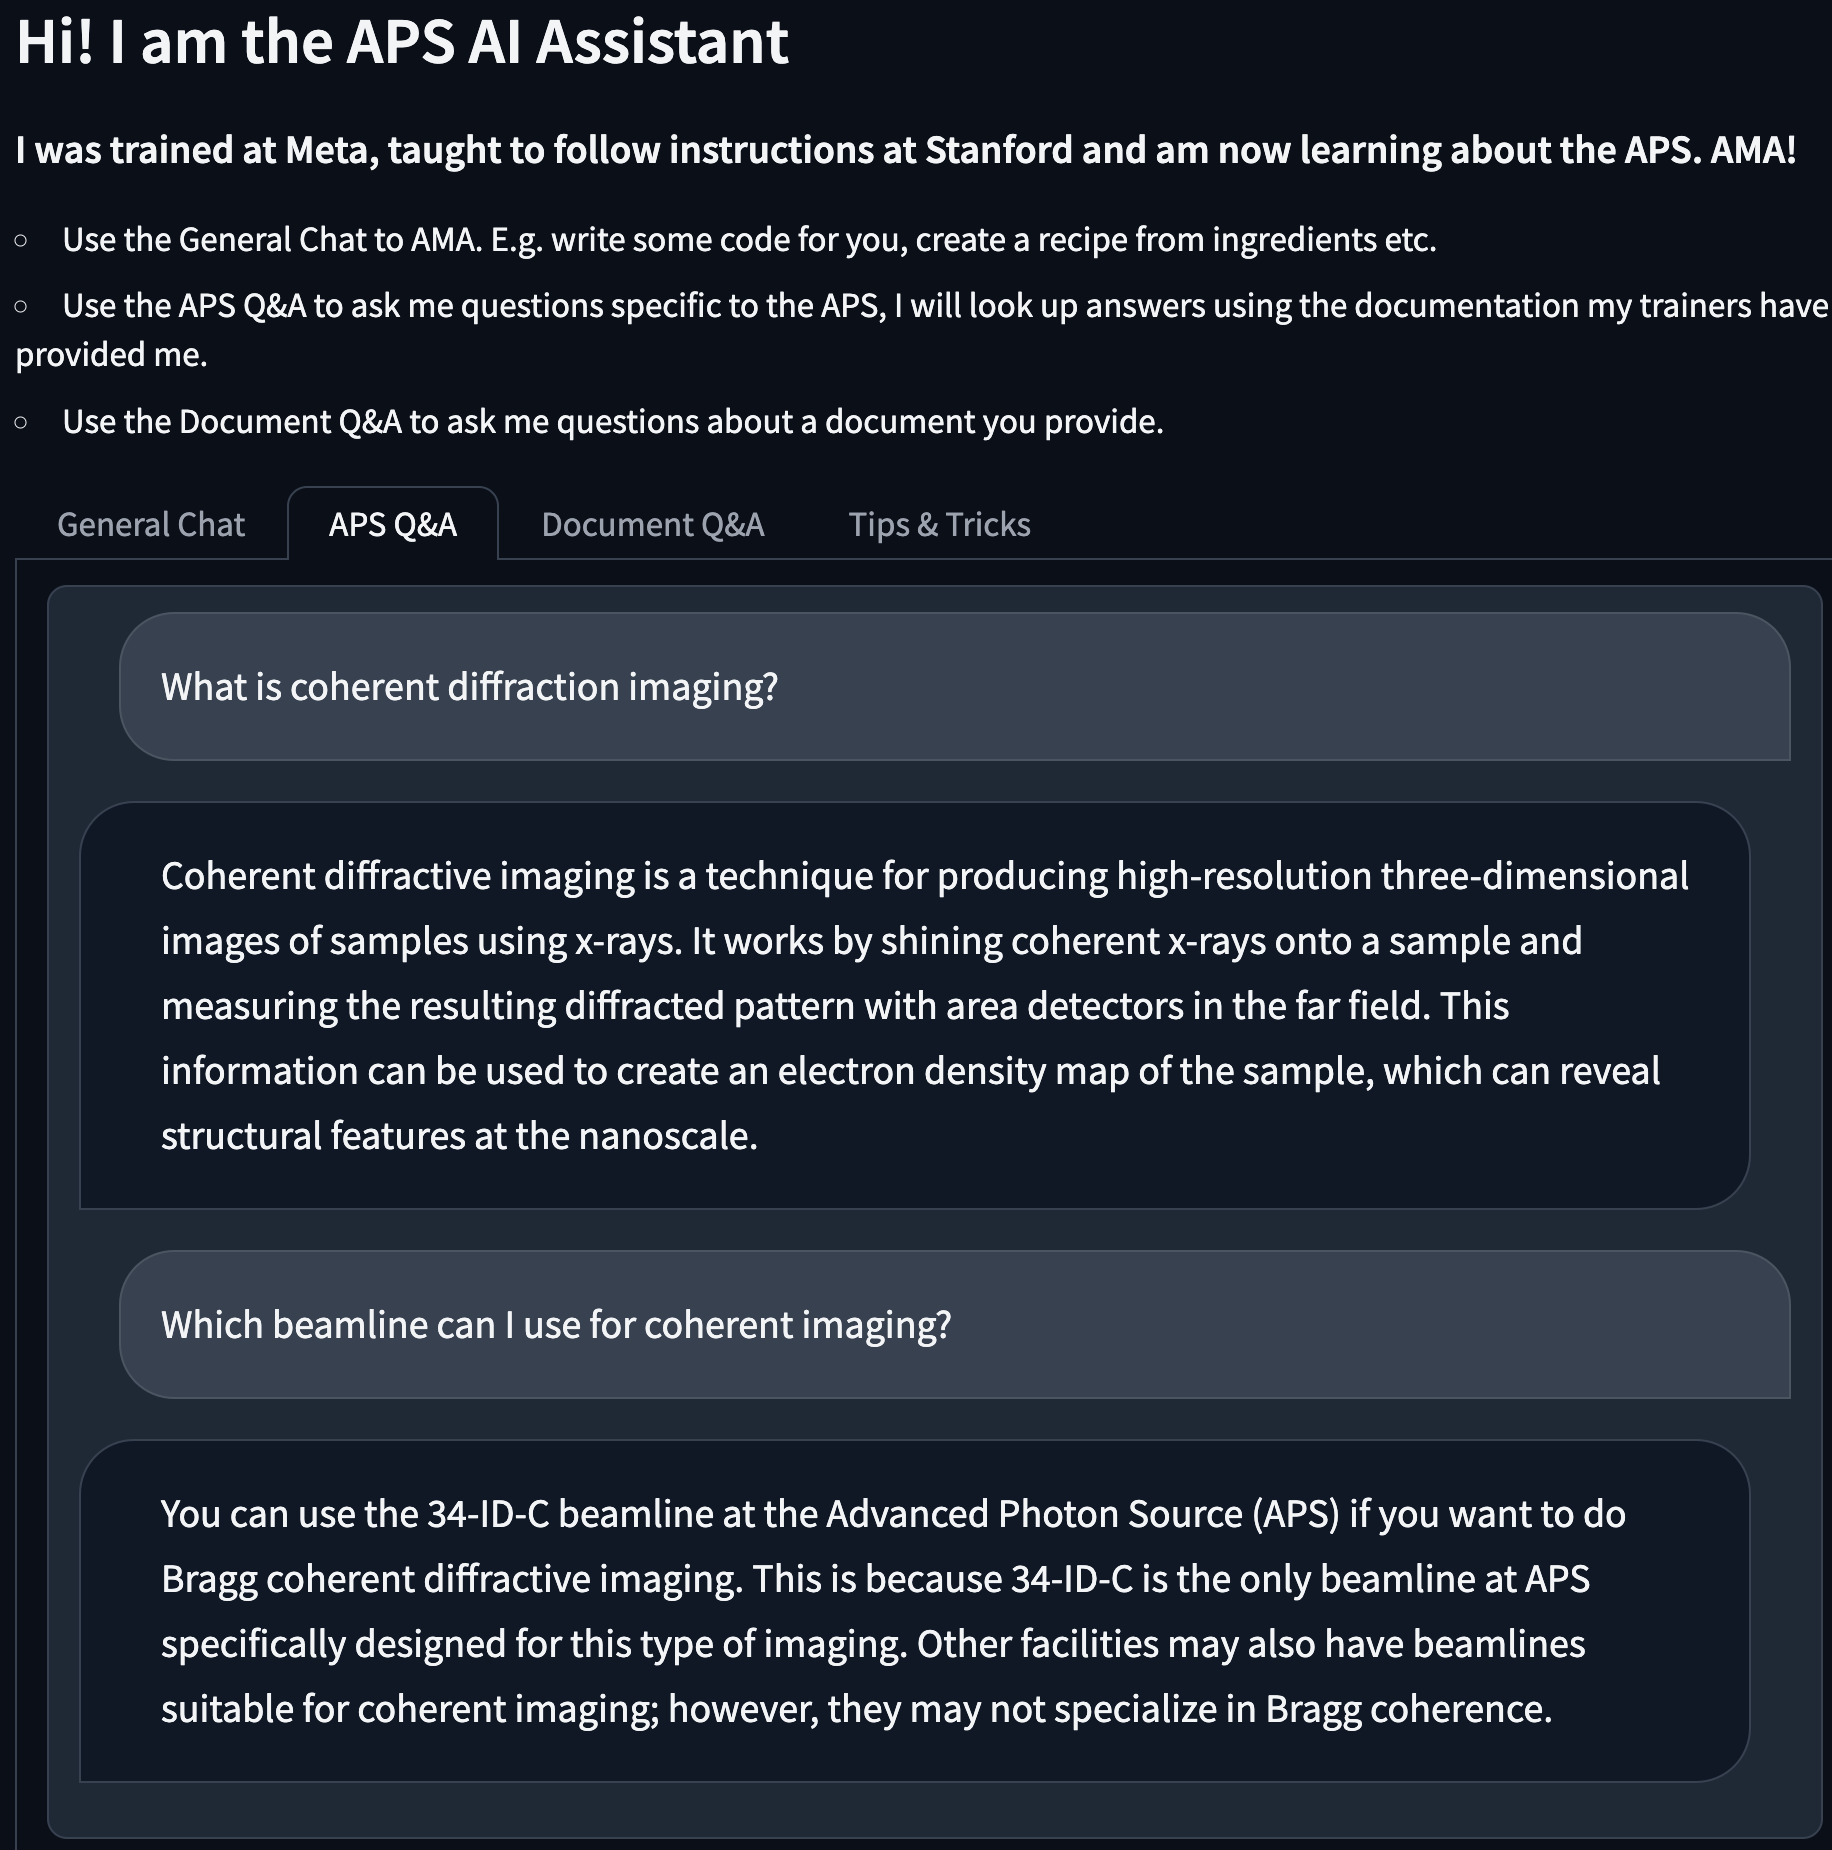 Hi! I am the APS AI Assistant
I was trained at Meta, taught to follow instructions at Stanford and am now learning about the APS. AMA!
Use the General Chat to AMA. E.g. write some code for you, create a recipe from ingredients etc.
Use the APS Q&A to ask me questions specific to the APS, I will look up answers using the documentation my trainers have
provided me.
Use the Document Q&A to ask me questions about a document you provide.
General Chat APS Q&A Document Q&A Tips & Tricks
What is coherent diffraction imaging?
Coherent diffractive imaging is a technique for producing high-resolution three-dimensional
images of samples using x-rays. It works by shining coherent x-rays onto a sample and
measuring the resulting diffracted pattern with area detectors in the far field. This
information can be used to create an electron density map of the sample, which can reveal
structural features at the nanoscale.
Which beamline can I use for coherent imaging?
You can use the 34-ID-C beamline at the Advanced Photon Source (APS) if you want to do
Bragg coherent diffractive imaging. This is because 34-ID-C is the only beamline at APS
specifically designed for this type of imaging. Other facilities may also have beamlines
suitable for coherent imaging; however, they may not specialize in Bragg coherence.